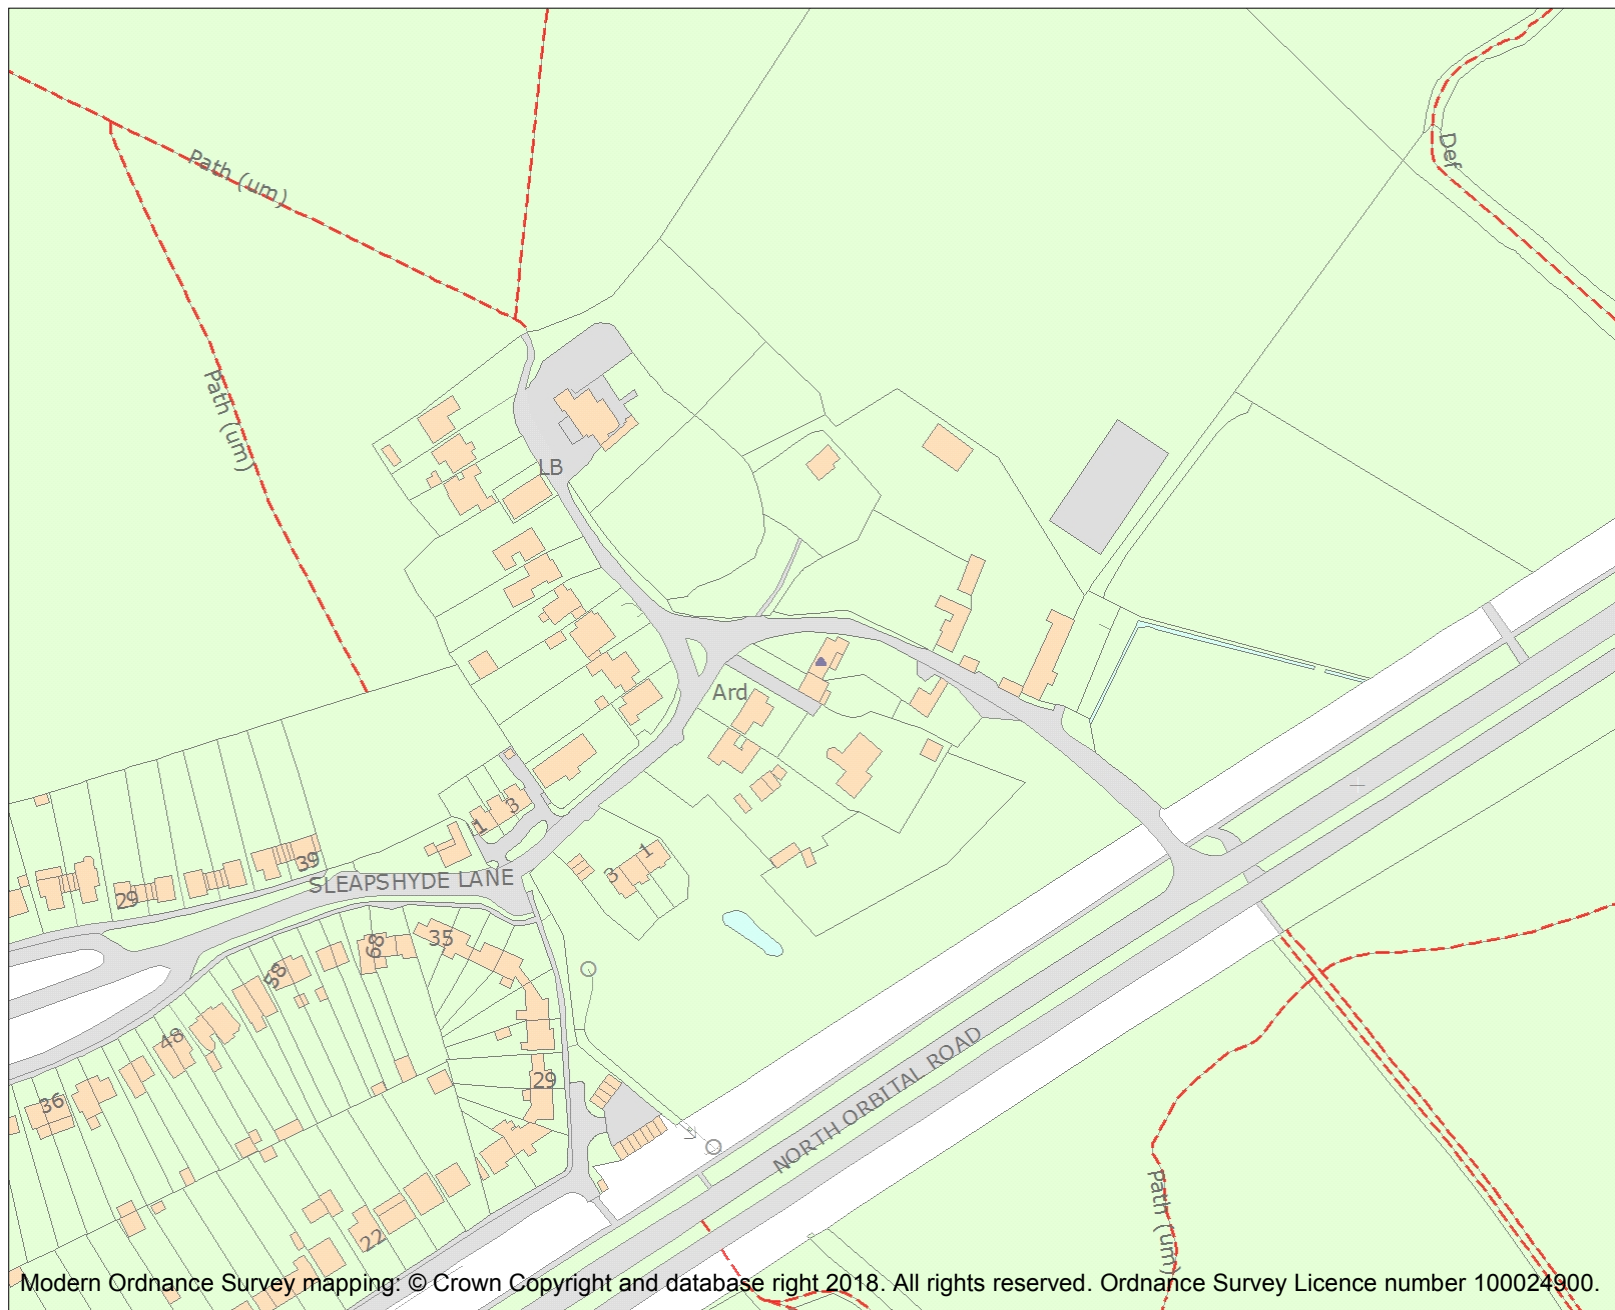 Path (um)
Def
Path (um)
LB
Ard
3
1
1
39
3
SLEAPSHYDE LANE
29
35
68
58
48
NORTH ORBITAL ROAD
29
36
Path (um)
22
Modern Ordnance Survey mapping: © Crown Copyright and database right 2018. All rights reserved. Ordnance Survey Licence number 100024900.